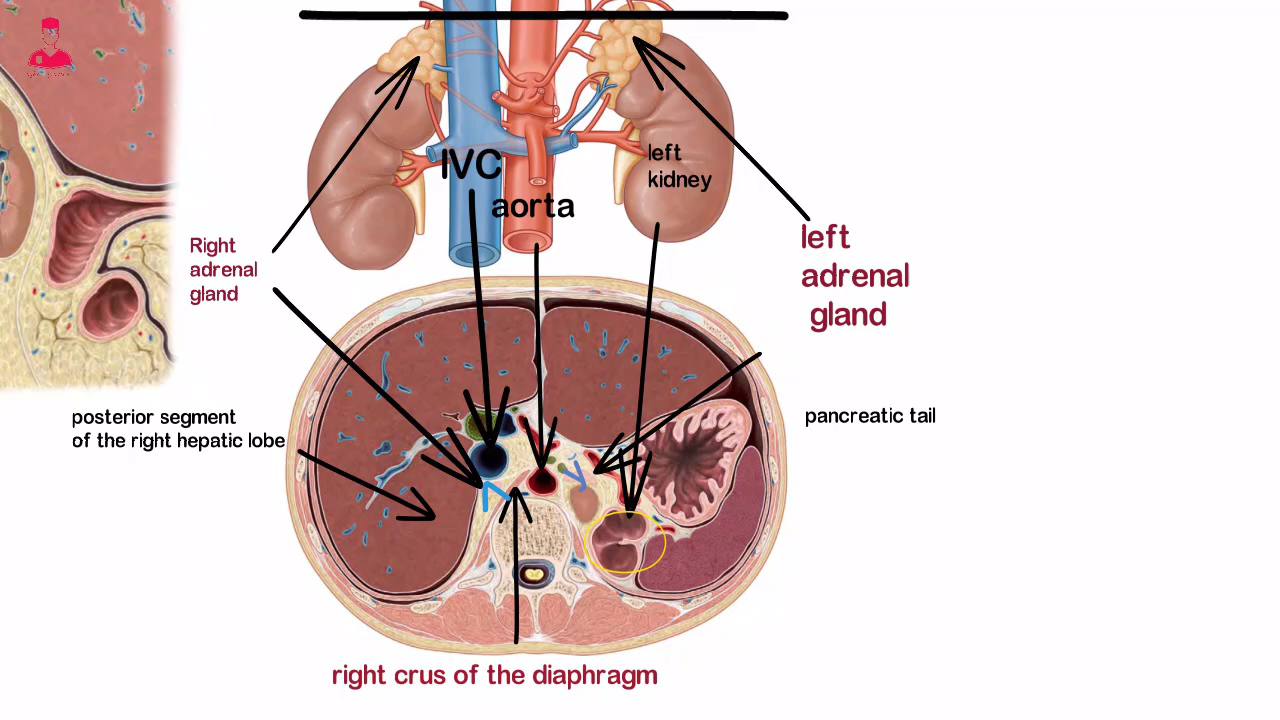 left
kidney
IVC
aorta
Right
adrenal
gland
left
adrenal
gland
posterior segment
of the right hepatic lobe
pancreatic tail
right crus of the diaphragm